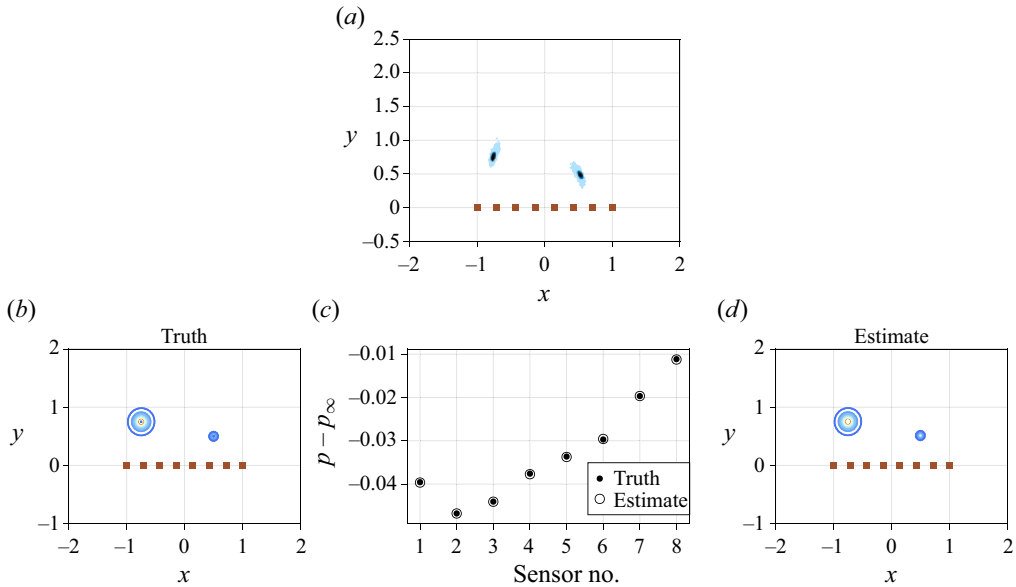 (a)
2.5
2.0
1.5
y
1.0
0.5
0
–0.5
–2 –1 0 1 2
x
(b) (c) (d)
Truth
2
1
y
0
–1
–2 –1 0 1 2
x
–0.01
–0.02
p – p∞
–0.03
–0.04
Truth
Estimate
1 2 3 4 5 6 7 8
Sensor no.
Estimate
2
1
y
0
–1
–2 –1 0 1 2
x